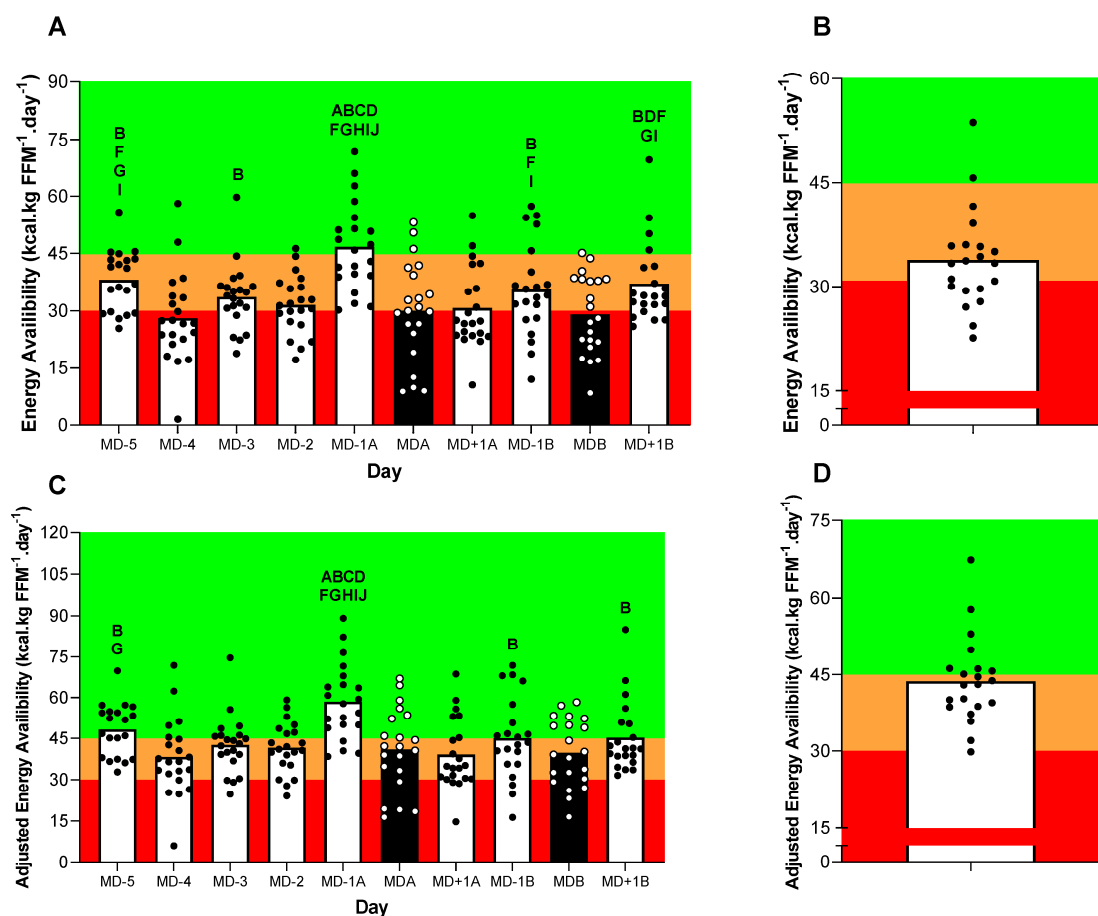 A
Energy Availibility (kcal.kg FFM⁻¹.day⁻¹)
90
75
60
45
30
15
0
B
F
G
I
B
ABCD
FGHIJ
B
F
I
BDF
GI
MD-5 MD-4 MD-3 MD-2 MD-1A MDA MD+1A MD-1B MDB MD+1B
Day
B
Energy Availibility (kcal.kg FFM⁻¹.day⁻¹)
60
45
30
15
0
C
Adjusted Energy Availibility (kcal.kg FFM⁻¹.day⁻¹)
120
105
90
75
60
45
30
15
0
B
G
ABCD
FGHIJ
B
B
MD-5 MD-4 MD-3 MD-2 MD-1A MDA MD+1A MD-1B MDB MD+1B
Day
D
Adjusted Energy Availibility (kcal.kg FFM⁻¹.day⁻¹)
75
60
45
30
15
0